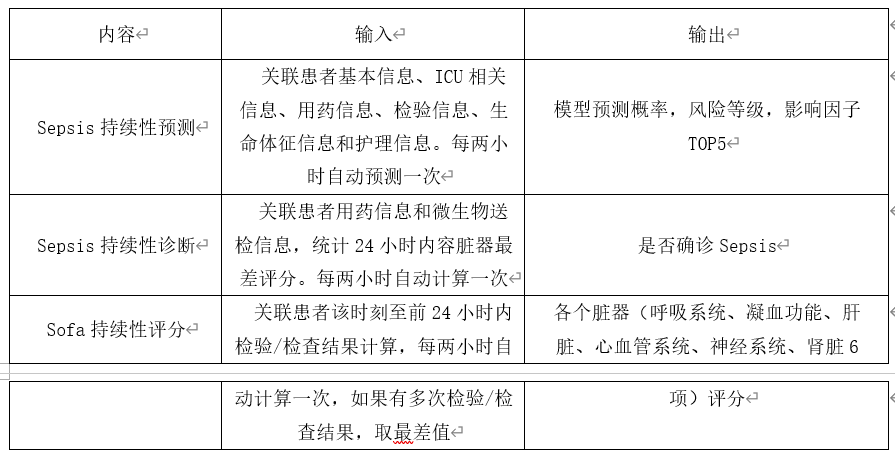 内容
输入
输出
Sepsis 持续性预测
关联患者基本信息、ICU 相关
信息、用药信息、检验信息、生
命体征信息和护理信息。每两小
时自动预测一次
模型预测概率，风险等级，影响因子
TOP5
Sepsis 持续性诊断
关联患者用药信息和微生物送
检信息，统计 24 小时内容脏器最
差评分。每两小时自动计算一次
是否确诊 Sepsis
Sofa 持续性评分
关联患者该时刻至前 24 小时内
检验/检查结果计算，每两小时自
各个脏器（呼吸系统、凝血功能、肝
脏、心血管系统、神经系统、肾脏 6
动计算一次，如果有多次检验/检
查结果，取最差值
项）评分